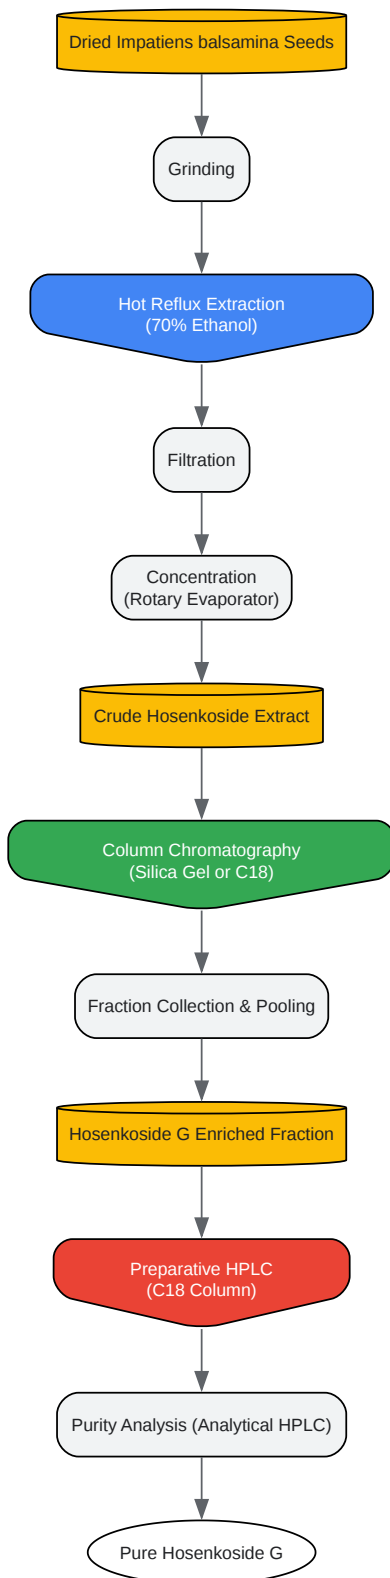 Dried Impatiens balsamina Seeds
Grinding
Hot Reflux Extraction
(70% Ethanol)
Filtration
Concentration
(Rotary Evaporator)
Crude Hosenkoside Extract
Column Chromatography
(Silica Gel or C18)
Fraction Collection & Pooling
Hosenkoside G Enriched Fraction
Preparative HPLC
(C18 Column)
Purity Analysis (Analytical HPLC)
Pure Hosenkoside G